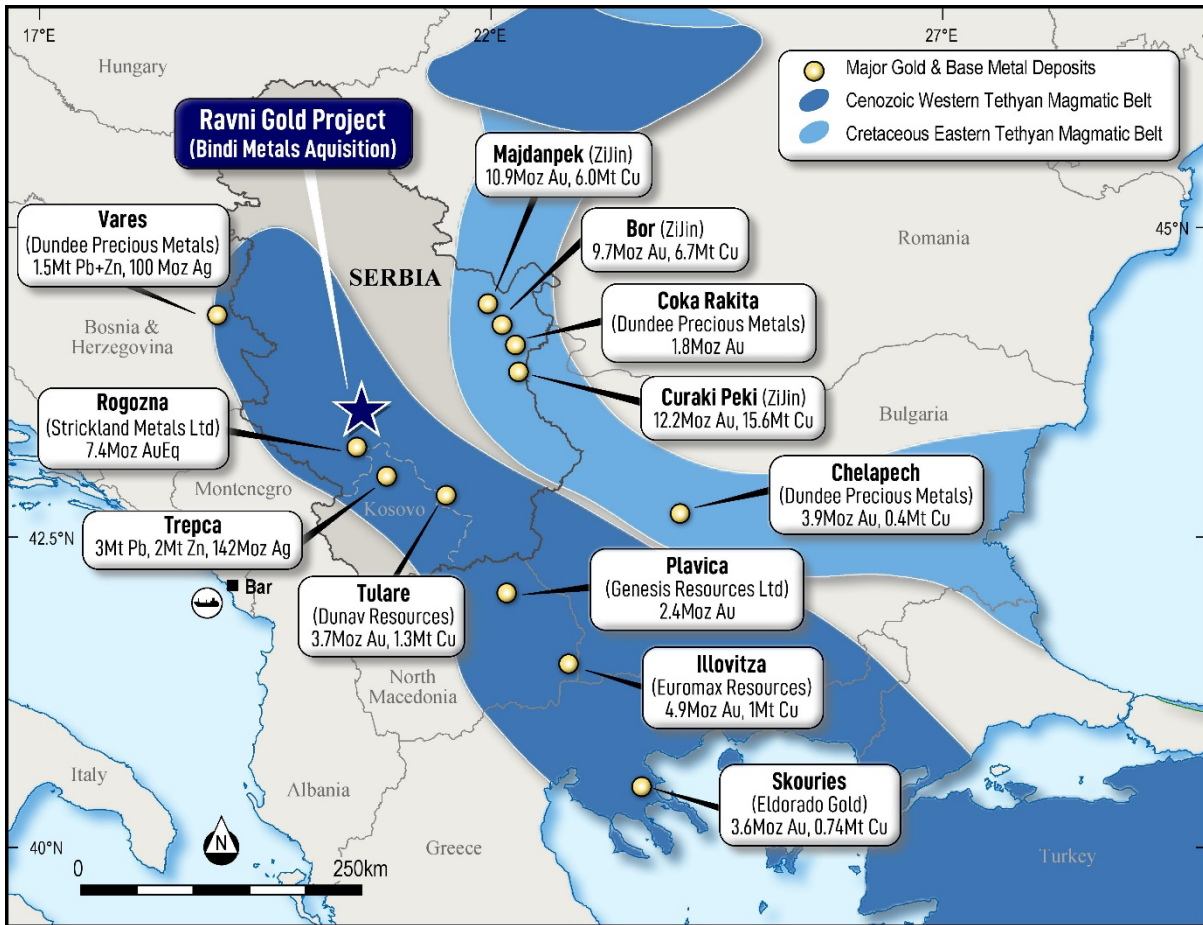 17°E
22°E
27°E
Hungary
Major Gold & Base Metal Deposits
Cenozoic Western Tethyan Magmatic Belt
Cretaceous Eastern Tethyan Magmatic Belt
Ravni Gold Project
(Bindi Metals Aquisition)
Majdanpek (ZiJin)
10.9Moz Au, 6.0Mt Cu
Vares
(Dundee Precious Metals)
1.5Mt Pb+Zn, 100 Moz Ag
Bor (ZiJin)
9.7Moz Au, 6.7Mt Cu
45°N
Romania
SERBIA
Coka Rakita
(Dundee Precious Metals)
1.8Moz Au
Bosnia &
Herzegovina
Curaki Peki (ZiJin)
12.2Moz Au, 15.6Mt Cu
Rogozna
(Strickland Metals Ltd)
7.4Moz AuEq
Bulgaria
Chelapech
(Dundee Precious Metals)
3.9Moz Au, 0.4Mt Cu
Montenegro
Kosovo
Trepca
3Mt Pb, 2Mt Zn, 142Moz Ag
42.5°N
Plavica
(Genesis Resources Ltd)
2.4Moz Au
Bar
Tulare
(Dunav Resources)
3.7Moz Au, 1.3Mt Cu
Illovitza
(Euromax Resources)
4.9Moz Au, 1Mt Cu
North
Macedonia
Italy
Albania
Skouries
(Eldorado Gold)
3.6Moz Au, 0.74Mt Cu
N
40°N
Greece
Turkey
0
250km